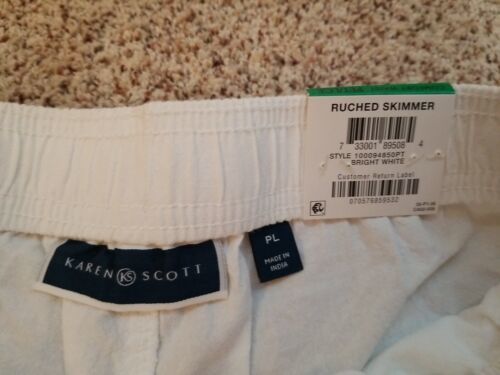 RUCHED SKIMMER
7 33001 89508 4
STYLE 100094850PT
BRIGHT WHITE
Customer Return Label
070576859532
KAREN KS SCOTT
PL
MADE IN
INDIA